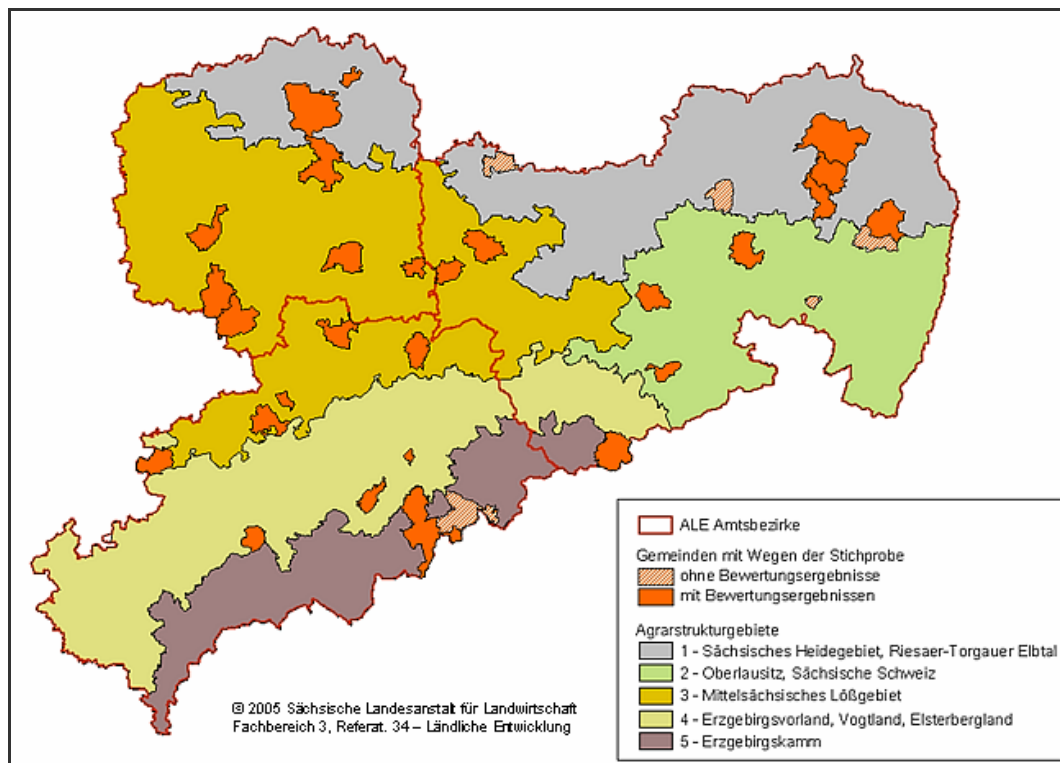 ALE Amtsbezirke
Gemeinden mit Wegen der Stichprobe
ohne Bewertungsergebnisse
mit Bewertungsergebnissen
Agrarstrukturgebiete
1 - Sächsisches Heidegebiet, Riesaer-Torgauer Elbtal
2 - Oberlausitz, Sächsische Schweiz
3 - Mittelsächsisches Lößgebiet
4 - Erzgebirgsvorland, Vogtland, Elsterbergland
5 - Erzgebirgskamm
© 2005 Sächsische Landesanstalt für Landwirtschaft
Fachbereich 3, Referat. 34 – Ländliche Entwicklung